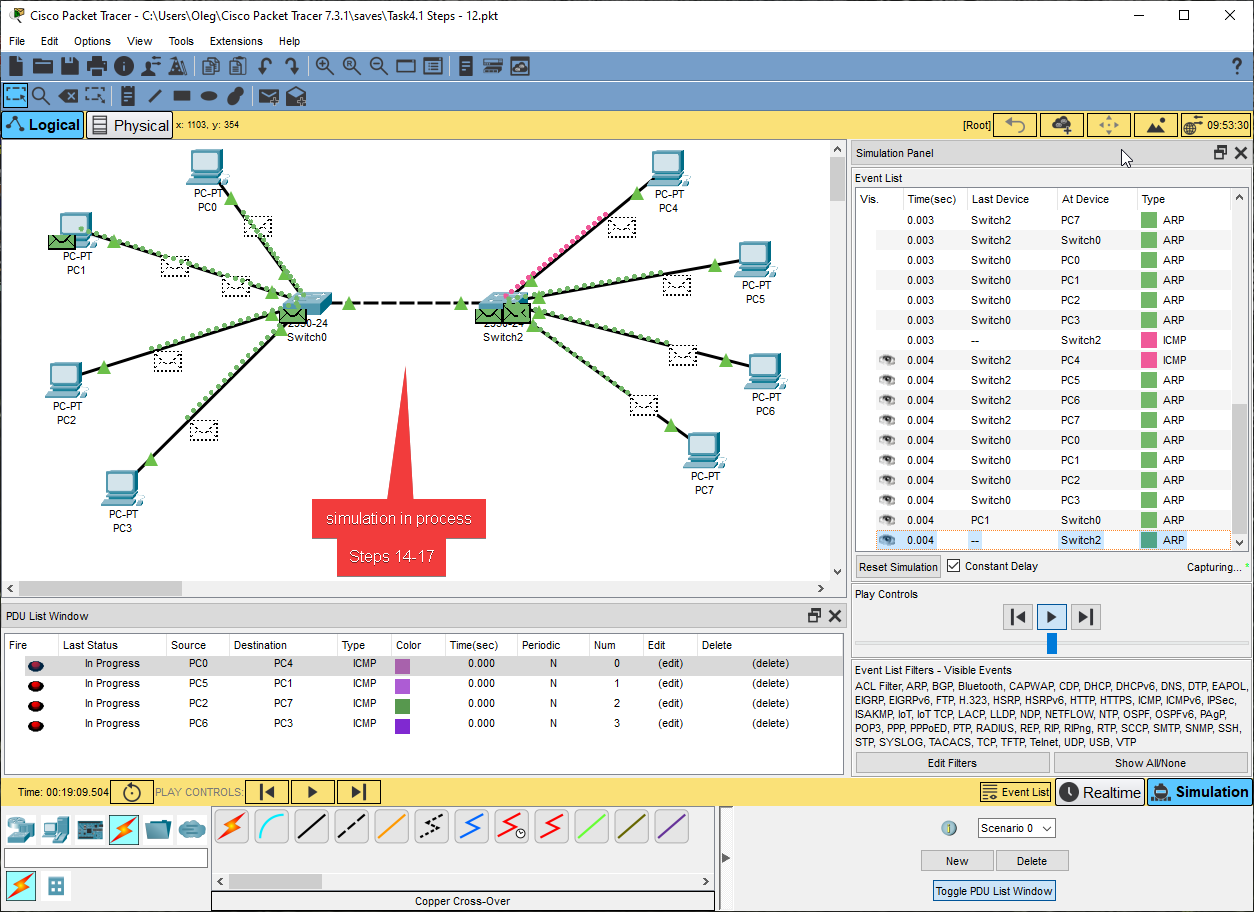 Cisco Packet Tracer - C:\Users\Oleg\Cisco Packet Tracer 7.3.1\saves\Task4.1 Steps - 12.pkt
File Edit Options View Tools Extensions Help
Logical Physical x: 1103, y: 354 [Root] 09:53:30
PC-PT
PC0
PC-PT
PC1
PC-PT
PC2
PC-PT
PC3
2950-24
Switch0
2950-24
Switch2
PC-PT
PC4
PC-PT
PC5
PC-PT
PC6
PC-PT
PC7
simulation in process
Steps 14-17
Simulation Panel
Event List
Vis. Time(sec) Last Device At Device Type
0.003 Switch2 PC7 ARP
0.003 Switch2 Switch0 ARP
0.003 Switch0 PC0 ARP
0.003 Switch0 PC1 ARP
0.003 Switch0 PC2 ARP
0.003 Switch0 PC3 ARP
0.003 -- Switch2 ICMP
0.004 Switch2 PC4 ICMP
0.004 Switch2 PC5 ARP
0.004 Switch2 PC6 ARP
0.004 Switch2 PC7 ARP
0.004 Switch0 PC0 ARP
0.004 Switch0 PC1 ARP
0.004 Switch0 PC2 ARP
0.004 Switch0 PC3 ARP
0.004 PC1 Switch0 ARP
0.004 -- Switch2 ARP
Reset Simulation Constant Delay Capturing... *
Play Controls
Event List Filters - Visible Events
ACL Filter, ARP, BGP, Bluetooth, CAPWAP, CDP, DHCP, DHCPv6, DNS, DTP, EAPOL,
EIGRP, EIGRPv6, FTP, H.323, HSRP, HSRPv6, HTTP, HTTPS, ICMP, ICMPv6, IPSec,
ISAKMP, IoT, IoT TCP, LACP, LLDP, NDP, NETFLOW, NTP, OSPF, OSPFv6, PAgP,
POP3, PPP, PPPoED, PTP, RADIUS, REP, RIP, RIPng, RTP, SCCP, SMTP, SNMP, SSH,
STP, SYSLOG, TACACS, TCP, TFTP, Telnet, UDP, USB, VTP
Edit Filters Show All/None
PDU List Window
Fire Last Status Source Destination Type Color Time(sec) Periodic Num Edit Delete
In Progress PC0 PC4 ICMP 0.000 N 0 (edit) (delete)
In Progress PC5 PC1 ICMP 0.000 N 1 (edit) (delete)
In Progress PC2 PC7 ICMP 0.000 N 2 (edit) (delete)
In Progress PC6 PC3 ICMP 0.000 N 3 (edit) (delete)
Time: 00:19:09.504 PLAY CONTROLS: Event List Realtime Simulation
Scenario 0
New Delete
Toggle PDU List Window
Copper Cross-Over